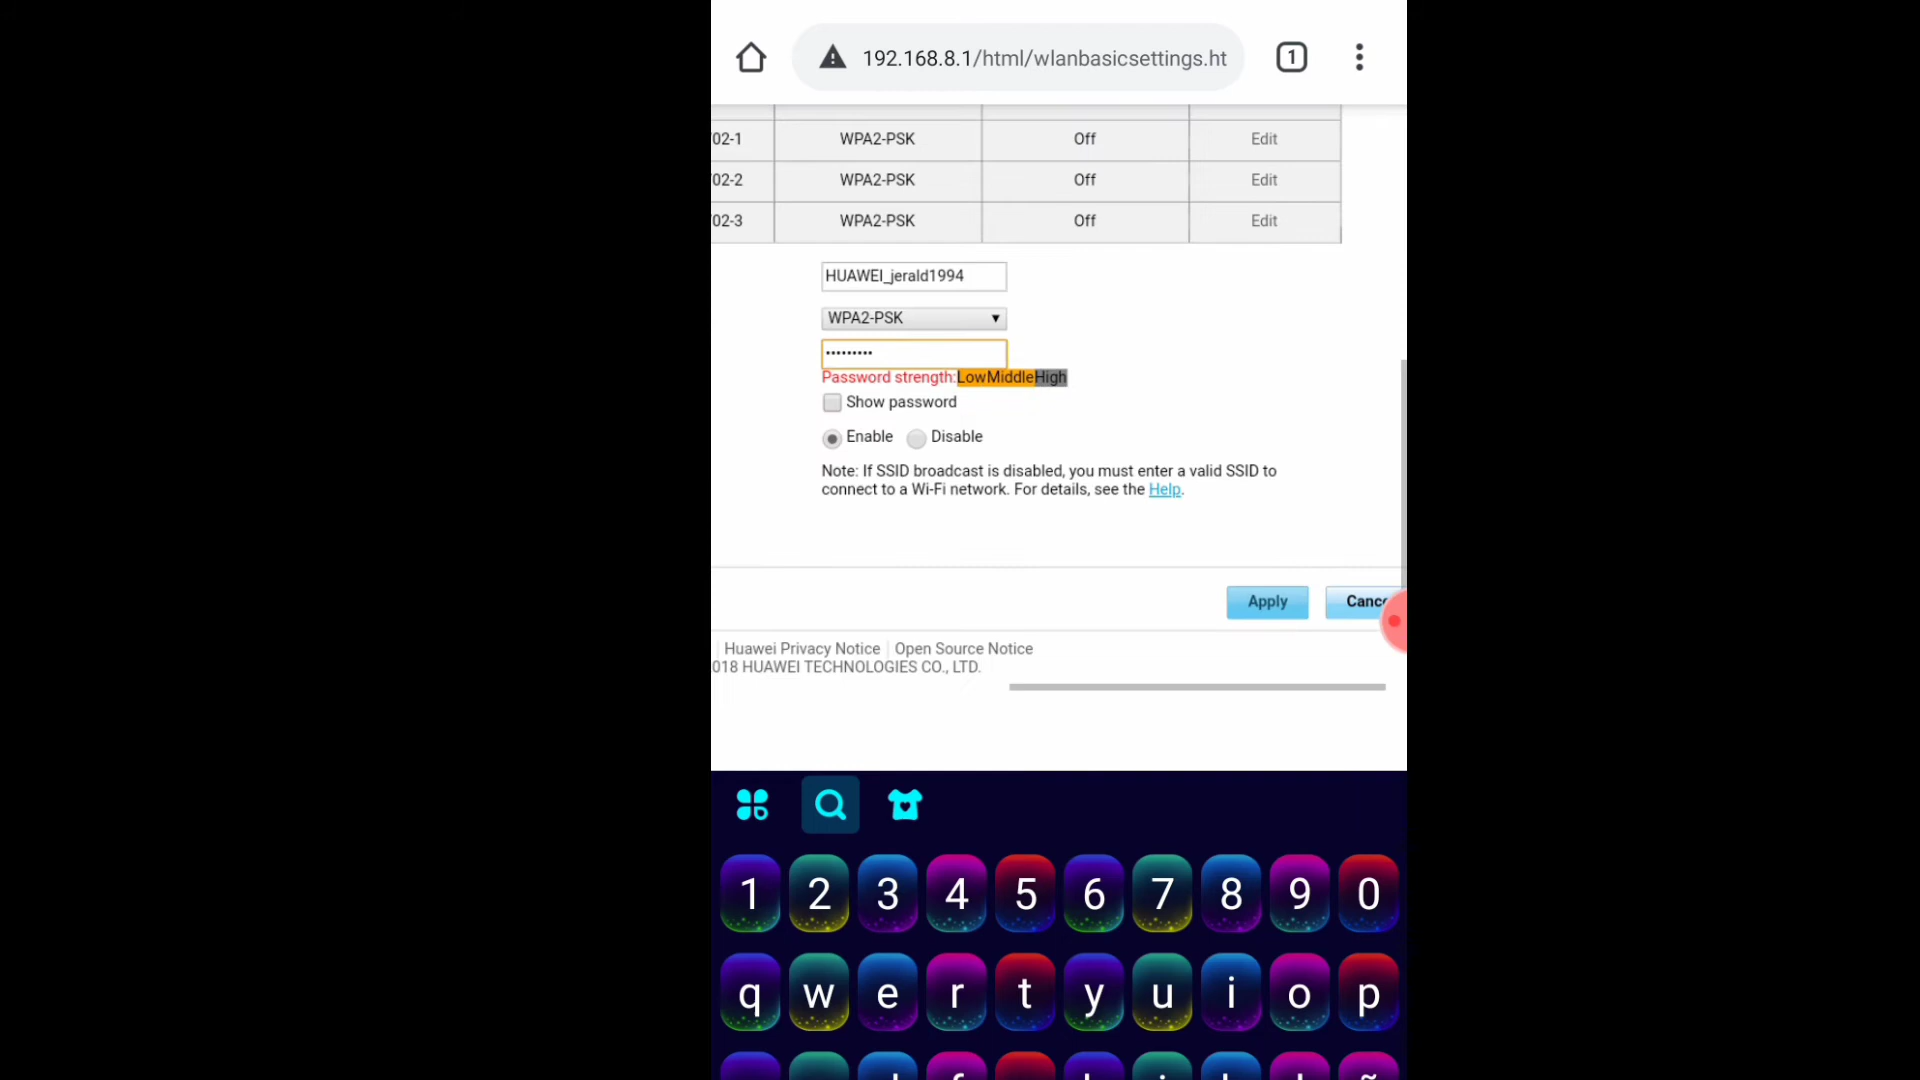 192.168.8.1/html/wlanbasicsettings.ht
1
02-1 WPA2-PSK Off Edit
02-2 WPA2-PSK Off Edit
02-3 WPA2-PSK Off Edit
HUAWEI_jerald1994
WPA2-PSK
•••••••••
Password strength:LowMiddleHigh
Show password
Enable Disable
Note: If SSID broadcast is disabled, you must enter a valid SSID to
connect to a Wi-Fi network. For details, see the Help.
Apply Cance
Huawei Privacy Notice Open Source Notice
018 HUAWEI TECHNOLOGIES CO., LTD.
1 2 3 4 5 6 7 8 9 0
q w e r t y u i o p